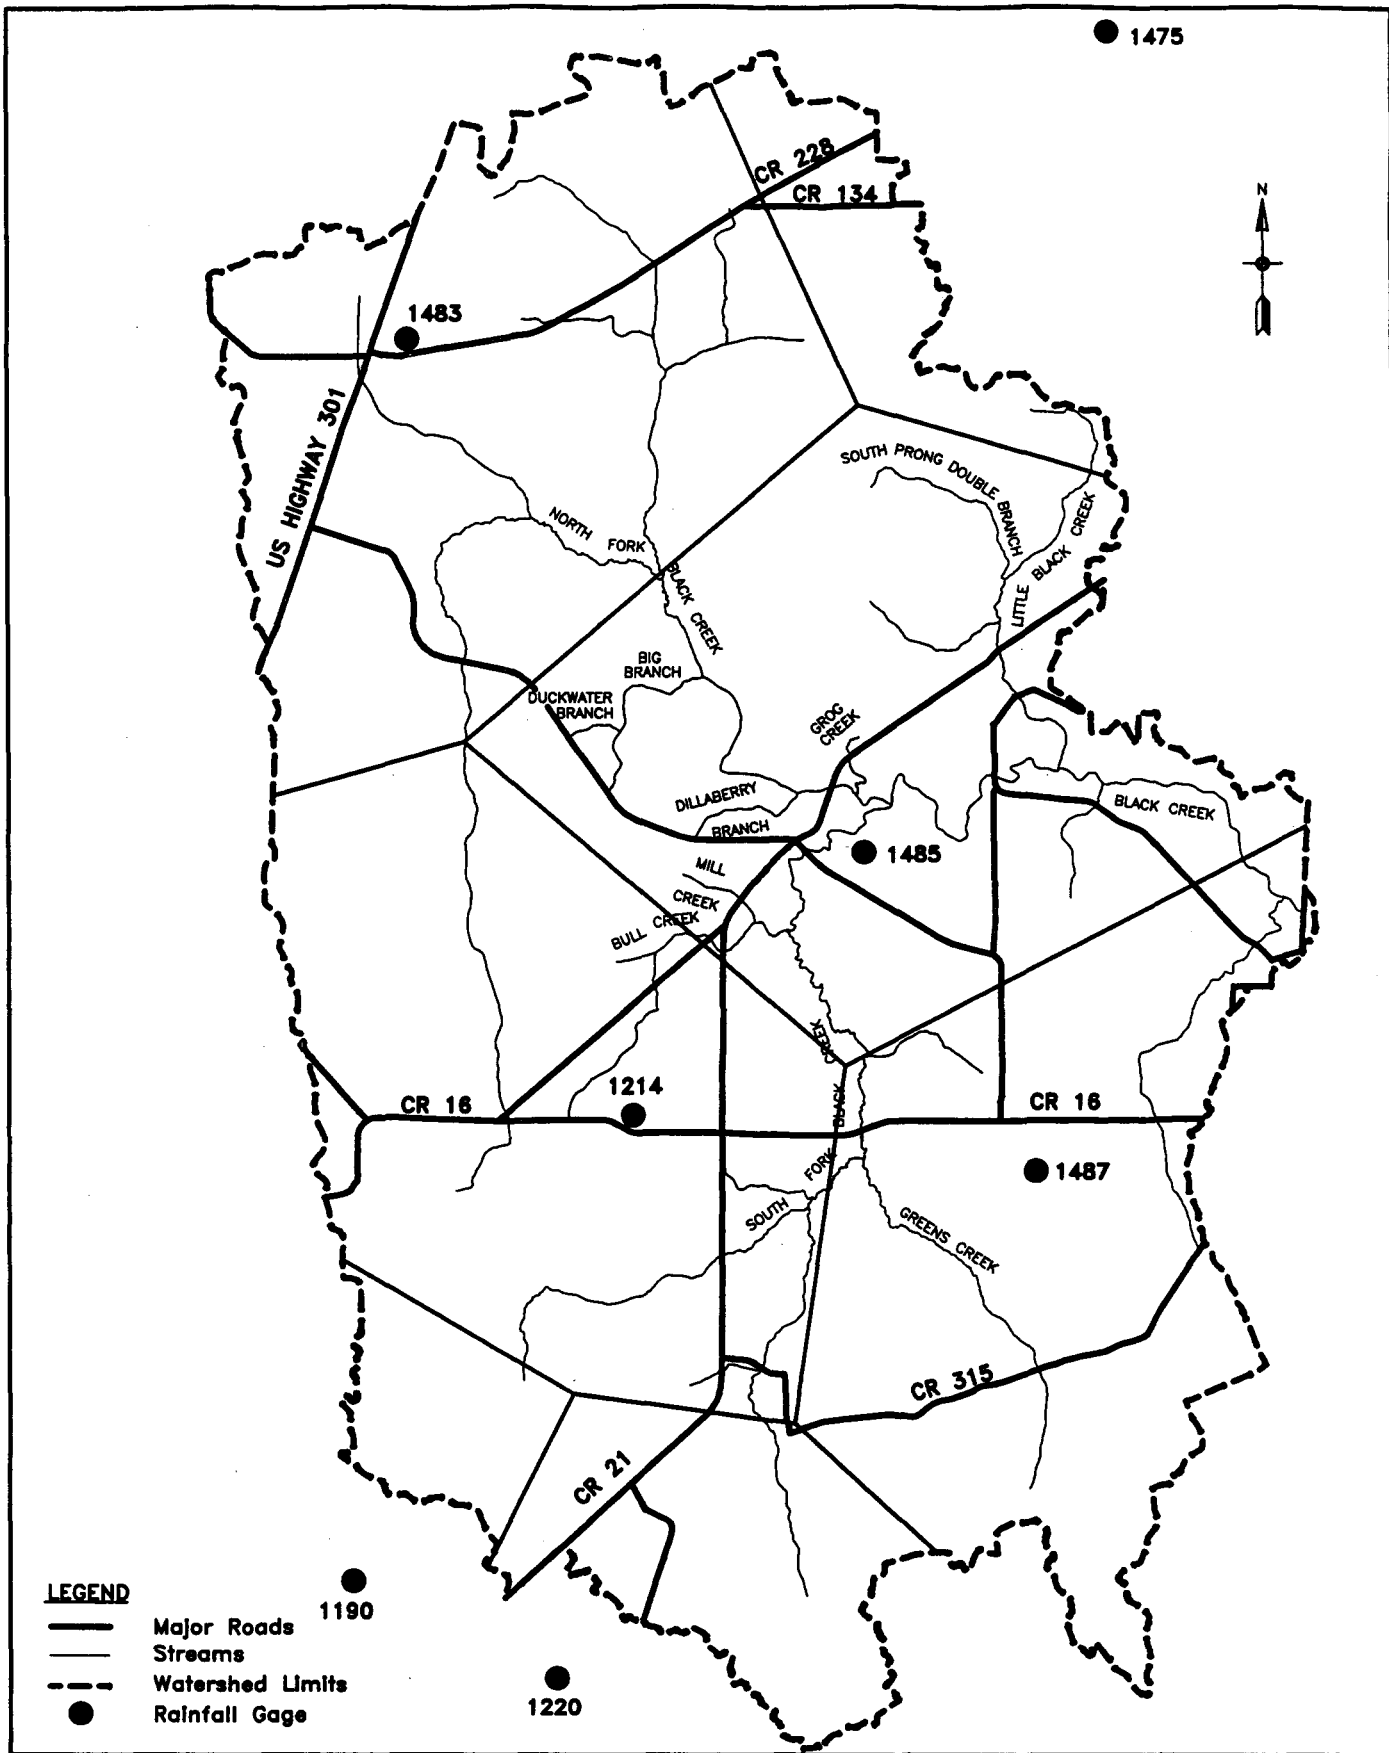 1475
CR 228
CR 134
N
1483
US HIGHWAY 301
SOUTH PRONG DOUBLE BRANCH
LITTLE BLACK CREEK
NORTH FORK
BLACK CREEK
BIG
BRANCH
DUCKWATER
BRANCH
GROG
CREEK
DILLABERRY
BRANCH
BLACK CREEK
1485
MILL
CREEK
BULL CREEK
CREEK
BLACK
FORK
SOUTH
1214
CR 16
CR 16
1487
GREENS CREEK
CR 315
CR 21
1190
1220
LEGEND
Major Roads
Streams
Watershed Limits
Rainfall Gage